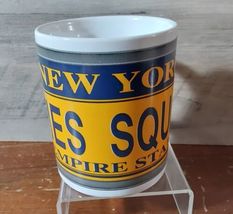 NEW YORK
ES SQU
MPIRE STA